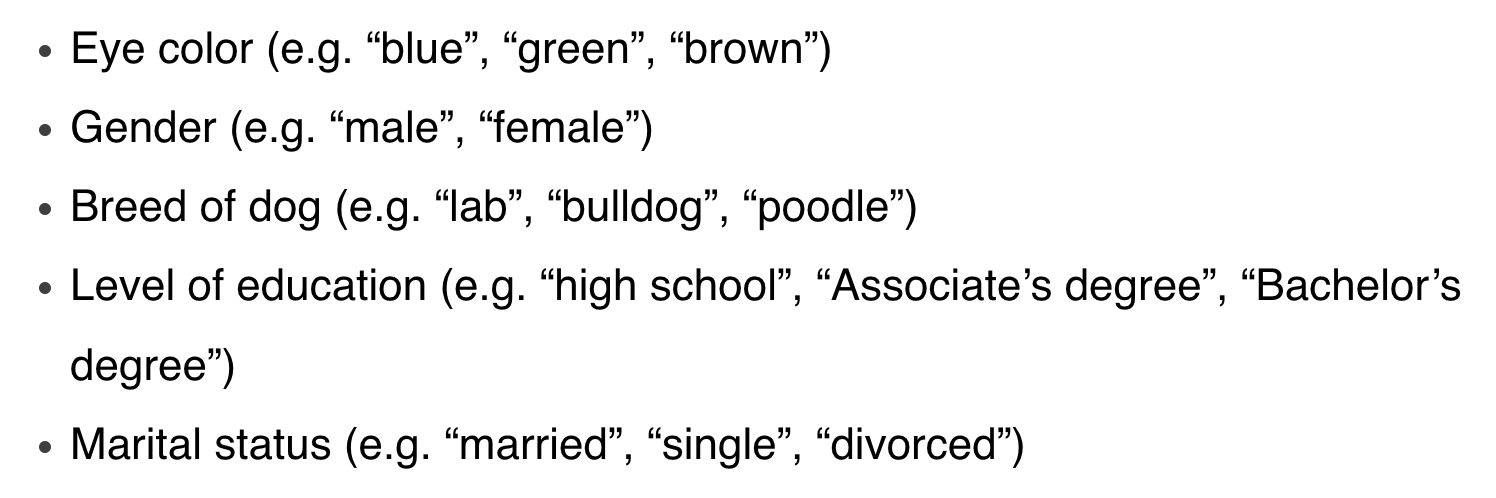 • Eye color (e.g. “blue”, “green”, “brown”)
• Gender (e.g. “male”, “female”)
• Breed of dog (e.g. “lab”, “bulldog”, “poodle”)
• Level of education (e.g. “high school”, “Associate’s degree”, “Bachelor’s
degree”)
• Marital status (e.g. “married”, “single”, “divorced”)